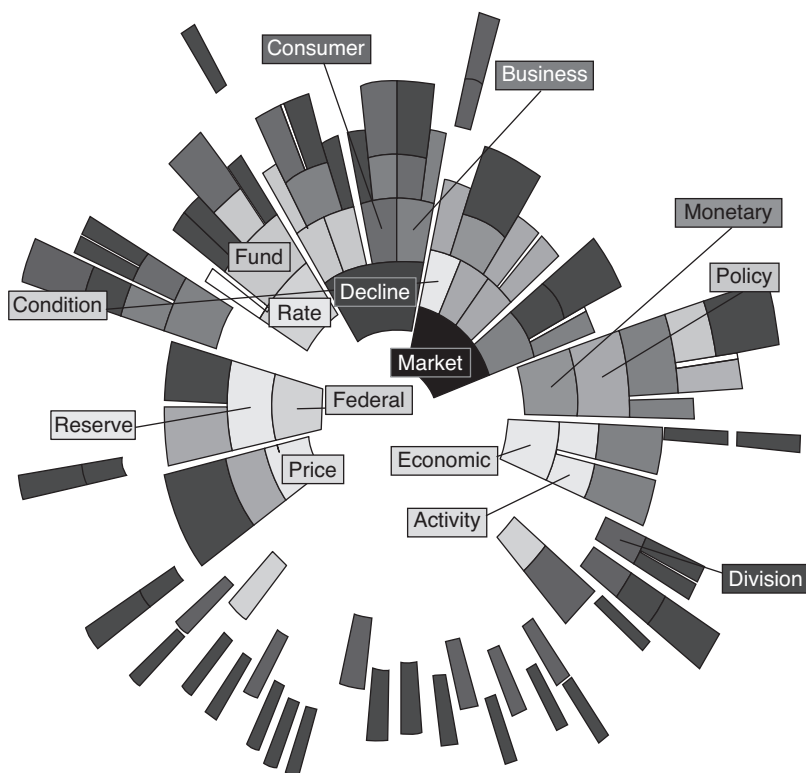 Consumer
Business
Monetary
Fund
Policy
Condition
Decline
Rate
Market
Federal
Reserve
Economic
Price
Activity
Division